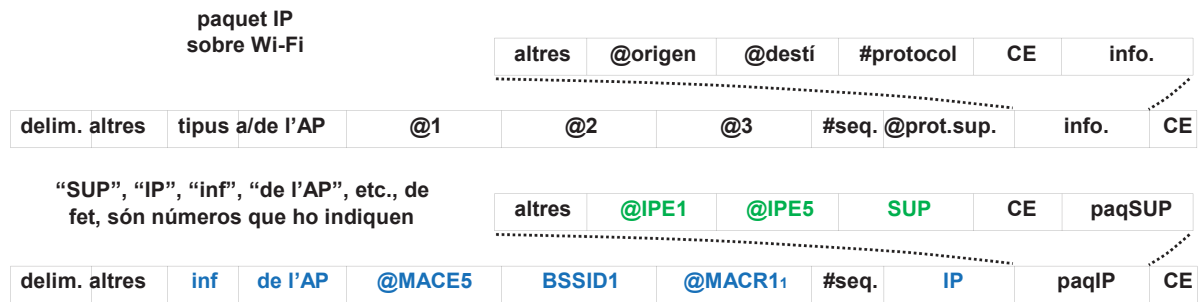 paquet IP
sobre Wi-Fi
altres @origen @destí #protocol CE info.
delim. altres tipus a/de l’AP @1 @2 @3 #seq. @prot.sup. info. CE
“SUP”, “IP”, “inf”, “de l’AP”, etc., de
fet, són números que ho indiquen
altres @IPE1 @IPE5 SUP CE paqSUP
delim. altres inf de l’AP @MACE5 BSSID1 @MACR11 #seq. IP paqIP CE